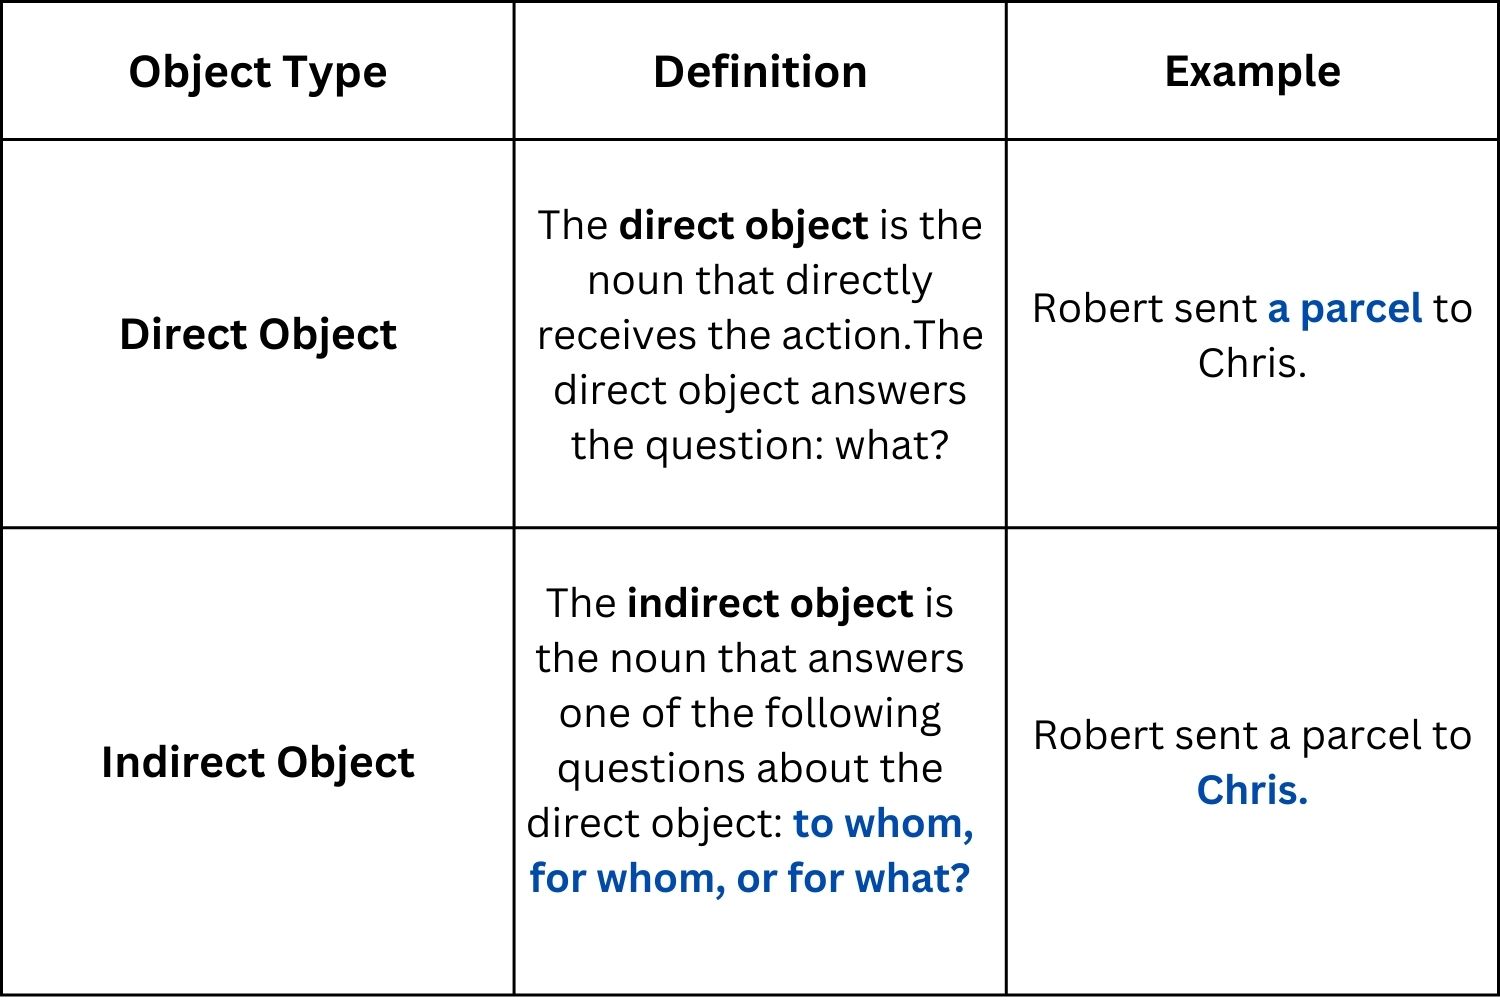 Object Type
Definition
Example
Direct Object
The direct object is the
noun that directly
receives the action.The
direct object answers
the question: what?
Robert sent a parcel to
Chris.
Indirect Object
The indirect object is
the noun that answers
one of the following
questions about the
direct object: to whom,
for whom, or for what?
Robert sent a parcel to
Chris.